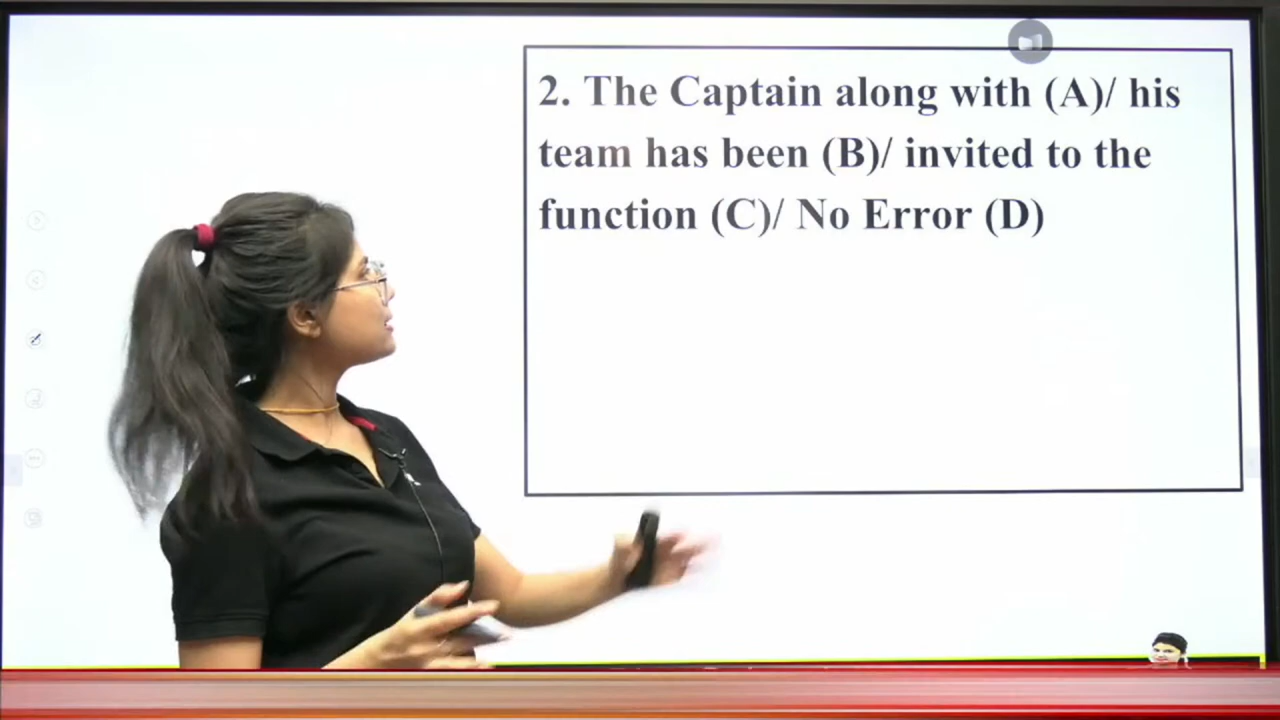 2. The Captain along with (A)/ his
team has been (B)/ invited to the
function (C)/ No Error (D)